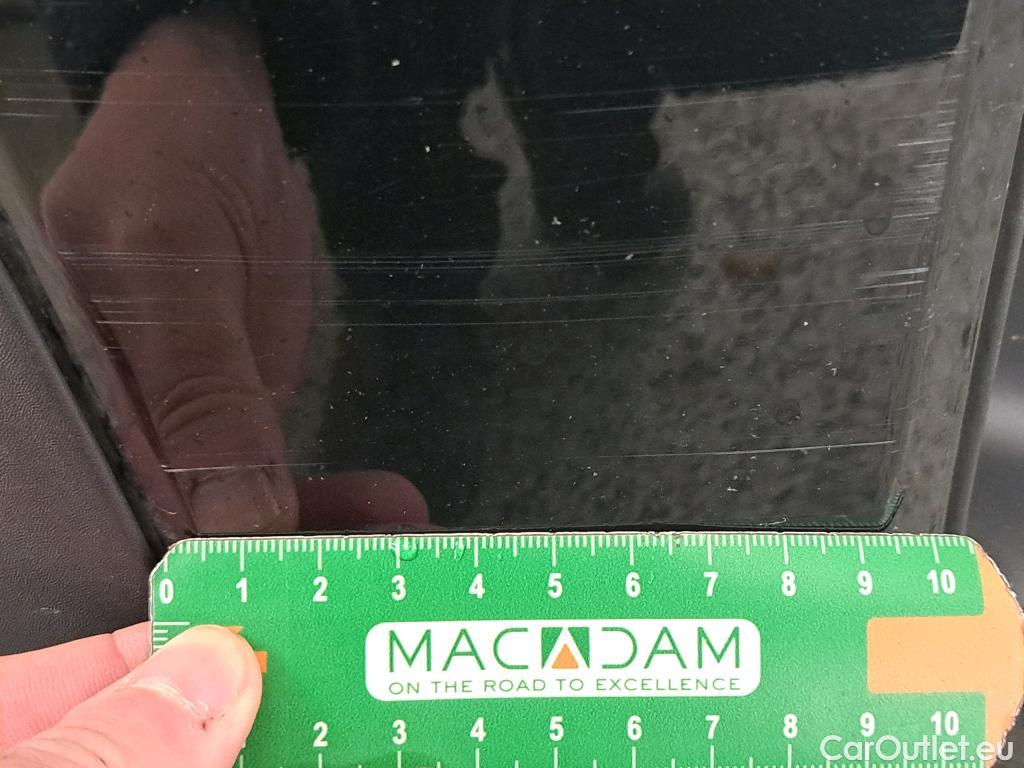 0 1 2 3 4 5 6 7 8 9 10
MACADAM
ON THE ROAD TO EXCELLENCE
2 3 4 5 6 7 8 9 10
CarOutlet.eu